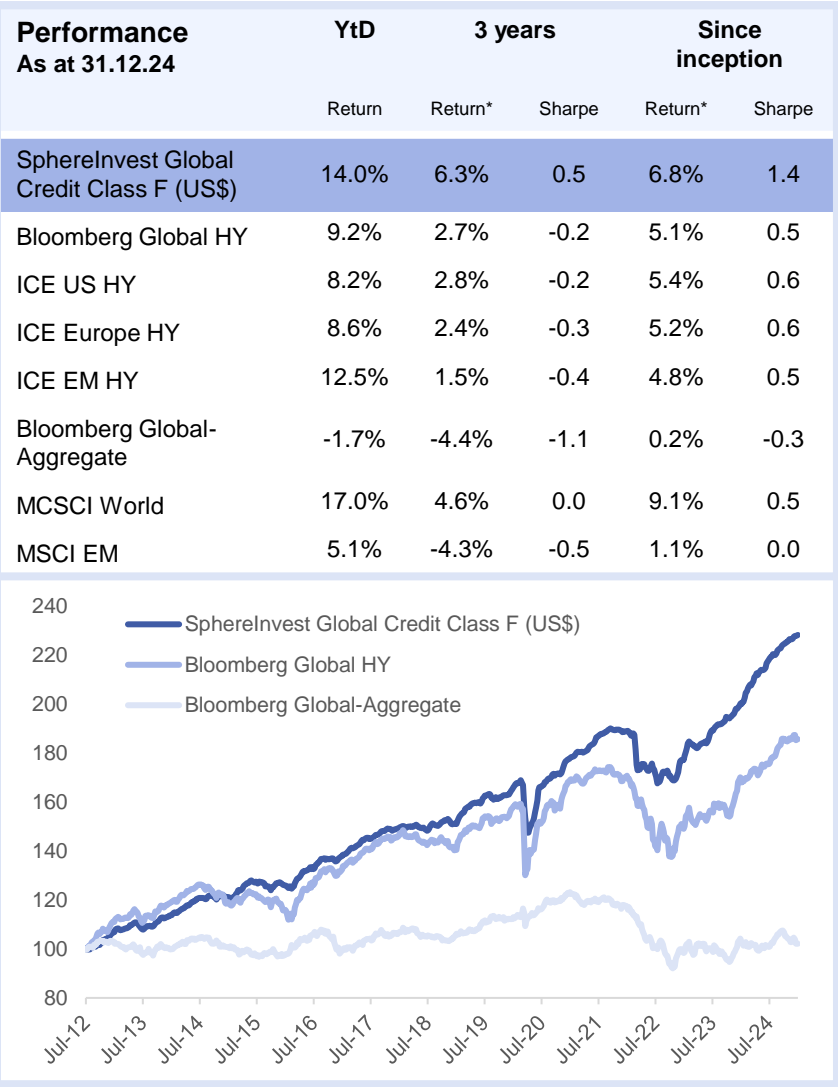 Performance YtD 3 years Since
As at 31.12.24 inception
Return Return* Sharpe Return* Sharpe
SphereInvest Global
Credit Class F (US$) 14.0% 6.3% 0.5 6.8% 1.4
Bloomberg Global HY 9.2% 2.7% -0.2 5.1% 0.5
ICE US HY 8.2% 2.8% -0.2 5.4% 0.6
ICE Europe HY 8.6% 2.4% -0.3 5.2% 0.6
ICE EM HY 12.5% 1.5% -0.4 4.8% 0.5
Bloomberg Global-
Aggregate -1.7% -4.4% -1.1 0.2% -0.3
MCSCI World 17.0% 4.6% 0.0 9.1% 0.5
MSCI EM 5.1% -4.3% -0.5 1.1% 0.0
SphereInvest Global Credit Class F (US$)
Bloomberg Global HY
Bloomberg Global-Aggregate
240
220
200
180
160
140
120
100
80
Jul-12 Jul-13 Jul-14 Jul-15 Jul-16 Jul-17 Jul-18 Jul-19 Jul-20 Jul-21 Jul-22 Jul-23 Jul-24